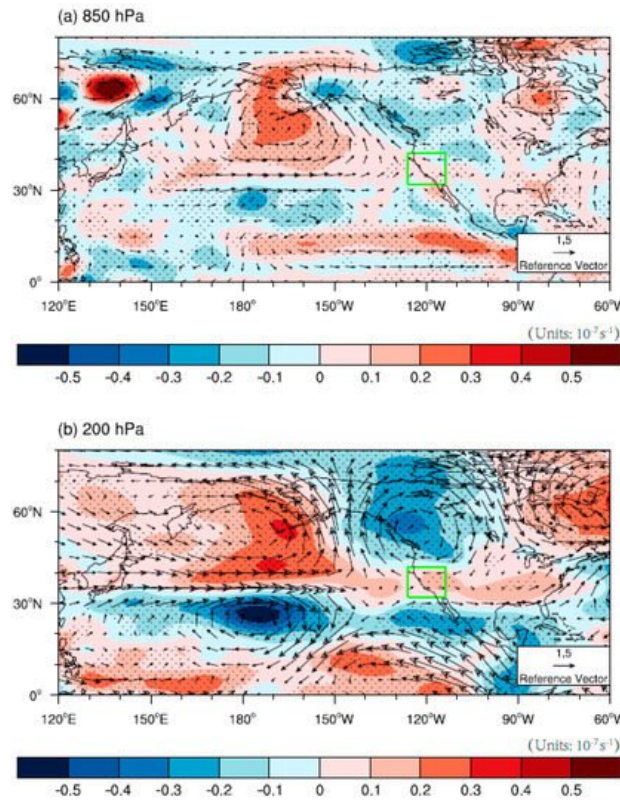 (a) 850 hPa
60°N
30°N
0°
120°E 150°E 180° 150°W 120°W 90°W 60°W
1,5
Reference Vector
(Units: 10⁻⁷s⁻¹)
-0.5 -0.4 -0.3 -0.2 -0.1 0 0.1 0.2 0.3 0.4 0.5
(b) 200 hPa
60°N
30°N
0°
120°E 150°E 180° 150°W 120°W 90°W 60°W
1,5
Reference Vector
(Units: 10⁻⁷s⁻¹)
-0.5 -0.4 -0.3 -0.2 -0.1 0 0.1 0.2 0.3 0.4 0.5